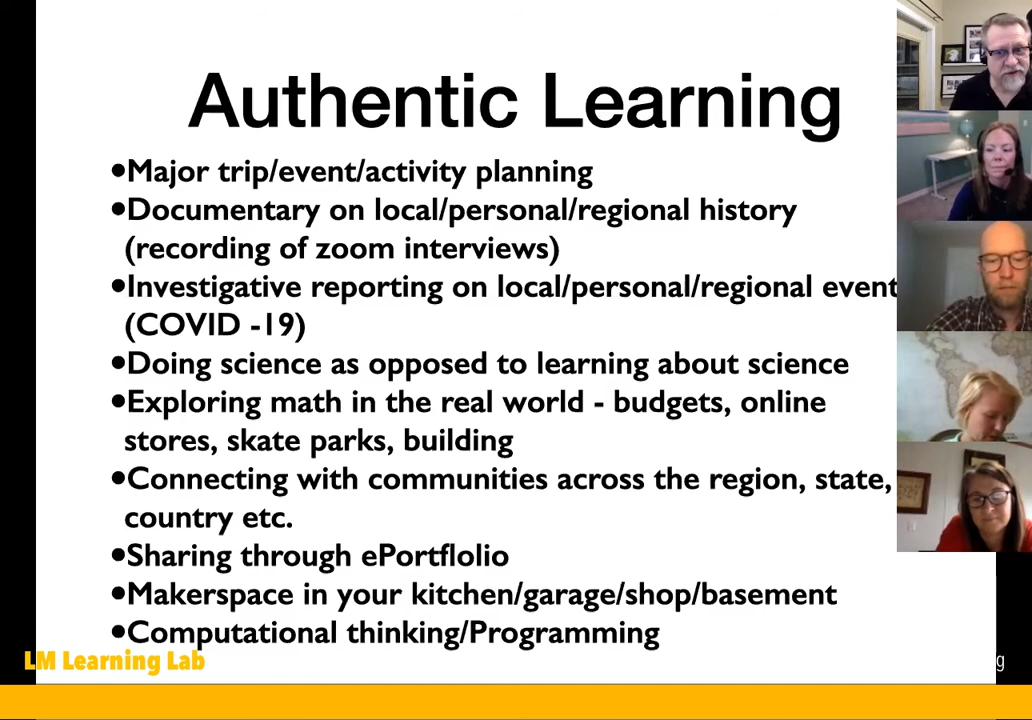 Authentic Learning
•Major trip/event/activity planning
•Documentary on local/personal/regional history
(recording of zoom interviews)
•Investigative reporting on local/personal/regional event
(COVID -19)
•Doing science as opposed to learning about science
•Exploring math in the real world - budgets, online
stores, skate parks, building
•Connecting with communities across the region, state,
country etc.
•Sharing through ePortflolio
•Makerspace in your kitchen/garage/shop/basement
•Computational thinking/Programming
LM Learning Lab